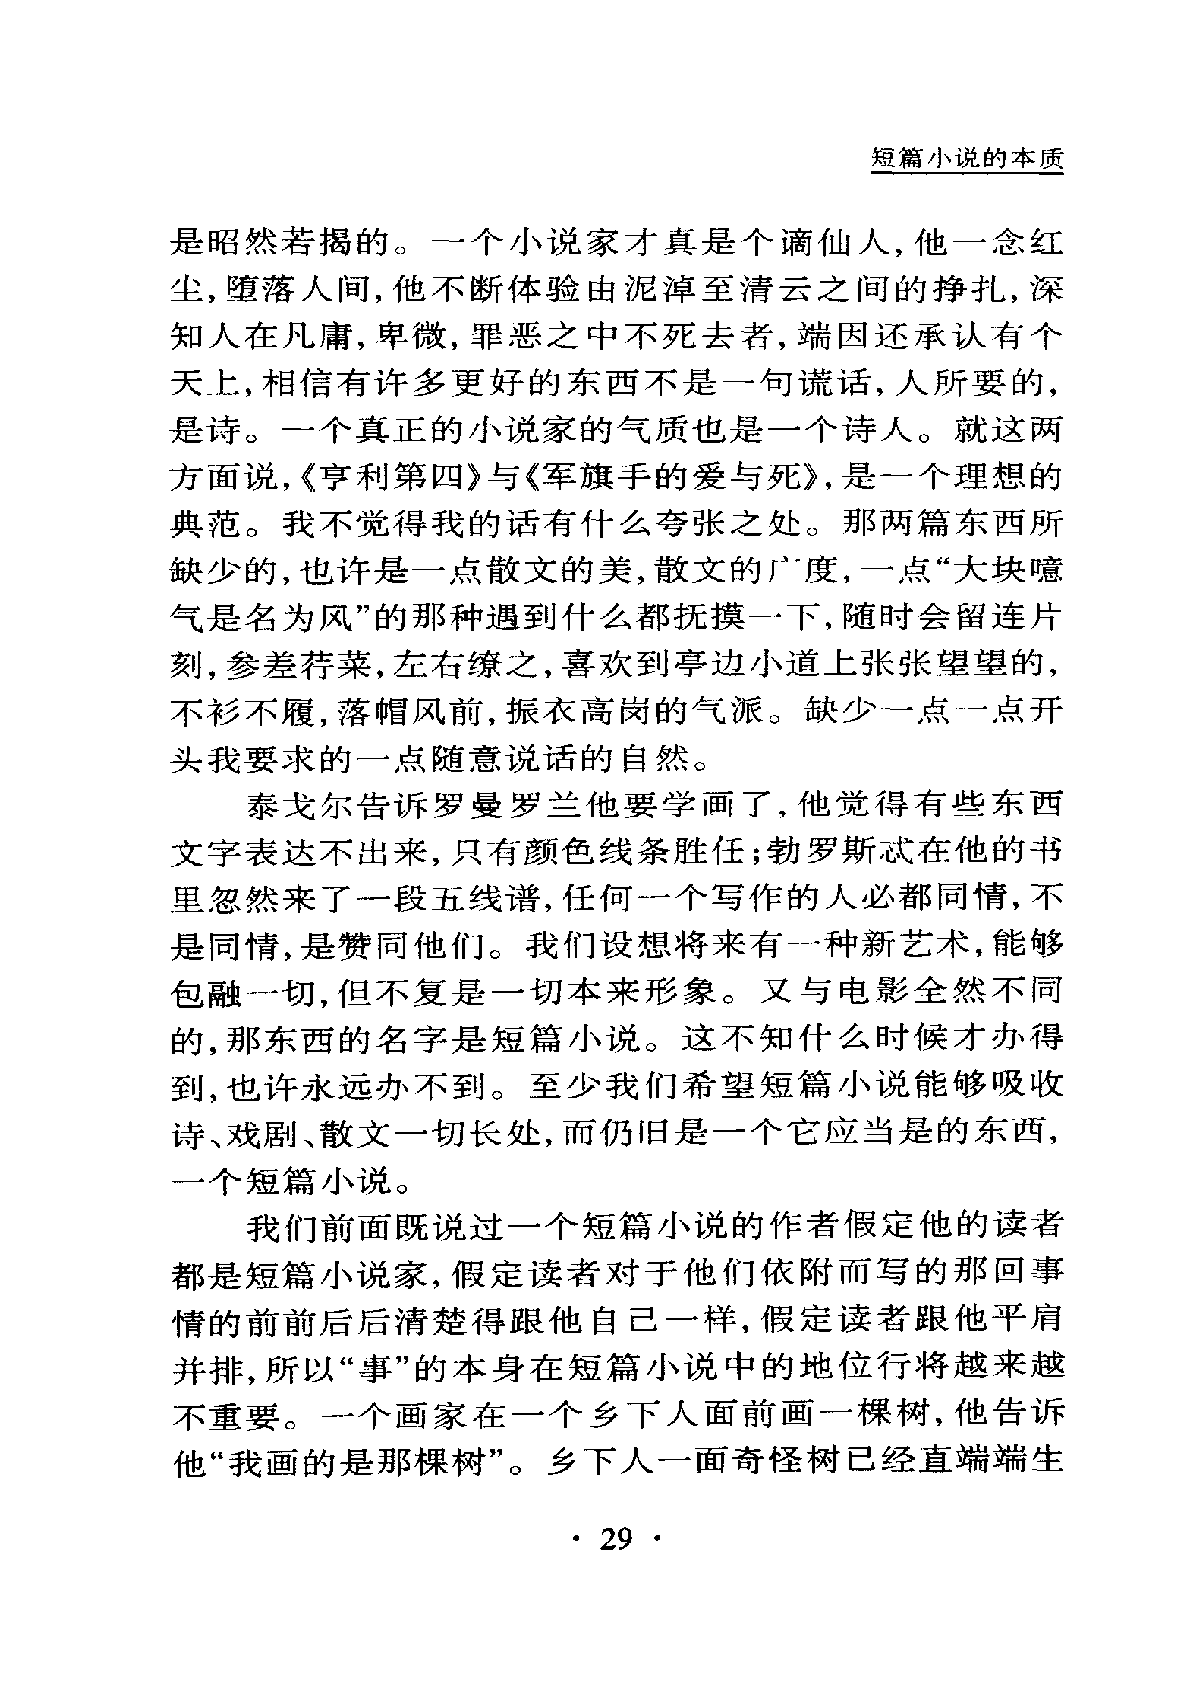 短篇小说的本质
是昭然若揭的。一个小说家才真是个谪仙人，他一念红
尘，堕落人间，他不断体验由泥淖至清云之间的挣扎，深
知人在凡庸，卑微，罪恶之中不死去者，端因还承认有个
天上，相信有许多更好的东西不是一句谎话，人所要的，
是诗。一个真正的小说家的气质也是一个诗人。就这两
方面说，《亨利第四》与《军旗手的爱与死》，是一个理想的
典范。我不觉得我的话有什么夸张之处。那两篇东西所
缺少的，也许是一点散文的美，散文的广度，一点“大块噫
气是名为风”的那种遇到什么都抚摸一下，随时会留连片
刻，参差荇菜，左右缭之，喜欢到亭边小道上张张望望的，
不衫不履，落帽风前，振衣高岗的气派。缺少一点一点开
头我要求的一点随意说话的自然。
泰戈尔告诉罗曼罗兰他要学画了，他觉得有些东西
文字表达不出来，只有颜色线条胜任；勃罗斯忒在他的书
里忽然来了一段五线谱，任何一个写作的人必都同情，不
是同情，是赞同他们。我们设想将来有一种新艺术，能够
包融一切，但不复是一切本来形象。又与电影全然不同
的，那东西的名字是短篇小说。这不知什么时候才办得
到，也许永远办不到。至少我们希望短篇小说能够吸收
诗、戏剧、散文一切长处，而仍旧是一个它应当是的东西，
一个短篇小说。
我们前面既说过一个短篇小说的作者假定他的读者
都是短篇小说家，假定读者对于他们依附而写的那回事
情的前前后后清楚得跟他自己一样，假定读者跟他平肩
并排，所以“事”的本身在短篇小说中的地位行将越来越
不重要。一个画家在一个乡下人面前画一棵树，他告诉
他“我画的是那棵树”。乡下人一面奇怪树已经直端端生
· 29 ·